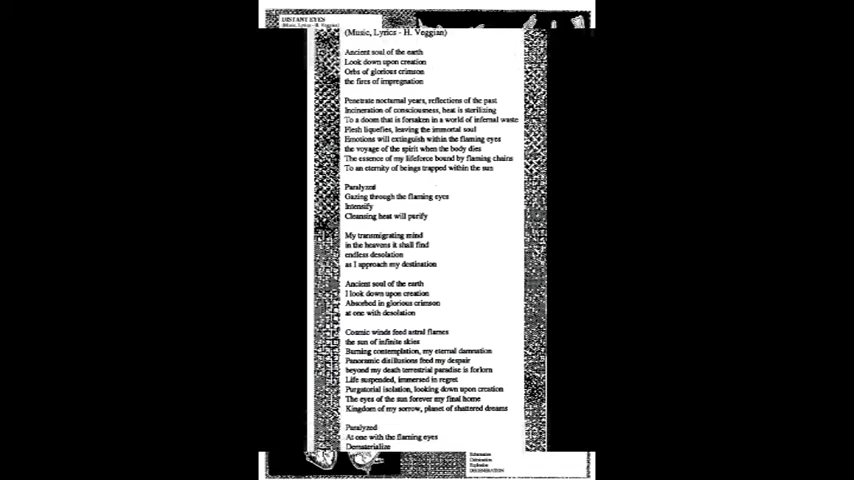 DISTANT EYES
(Music, Lyrics - H. Veggian)
(Music, Lyrics - H. Veggian)
Ancient soul of the earth
Look down upon creation
Orbs of glorious crimson
the fires of impregnation
Penetrate nocturnal years, reflections of the past
Incineration of consciousness, heat is sterilizing
To a doom that is forsaken in a world of infernal waste
Flesh liquefies, leaving the immortal soul
Emotions will extinguish within the flaming eyes
the voyage of the spirit when the body dies
The essence of my lifeforce bound by flaming chains
To an eternity of beings trapped within the sun
Paralyzed
Gazing through the flaming eyes
Intensify
Cleansing heat will purify
My transmigrating mind
in the heavens it shall find
endless desolation
as I approach my destination
Ancient soul of the earth
I look down upon creation
Absorbed in glorious crimson
at one with desolation
Cosmic winds feed astral flames
the sun of infinite skies
Burning contemplation, my eternal damnation
Panoramic disillusions feed my despair
beyond my death terrestrial paradise is forlorn
Life suspended, immersed in regret
Purgatorial isolation, looking down upon creation
The eyes of the sun forever my final home
Kingdom of my sorrow, planet of shattered dreams
Paralyzed
At one with the flaming eyes
Dematerialize